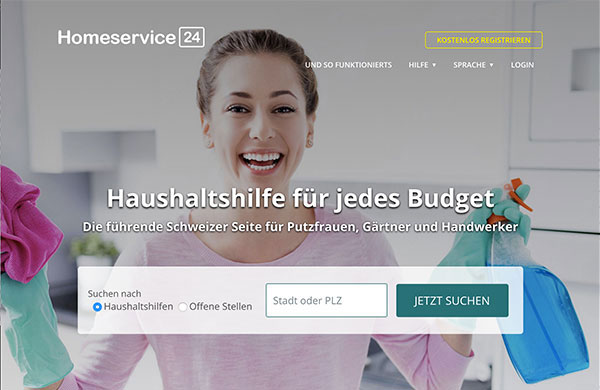 Homeservice 24
KOSTENLOS REGISTRIEREN
UND SO FUNKTIONIERTS HILFE ▼ SPRACHE ▼ LOGIN
Haushaltshilfe für jedes Budget
Die führende Schweizer Seite für Putzfrauen, Gärtner und Handwerker
Suchen nach
Haushaltshilfen Offene Stellen
Stadt oder PLZ
JETZT SUCHEN